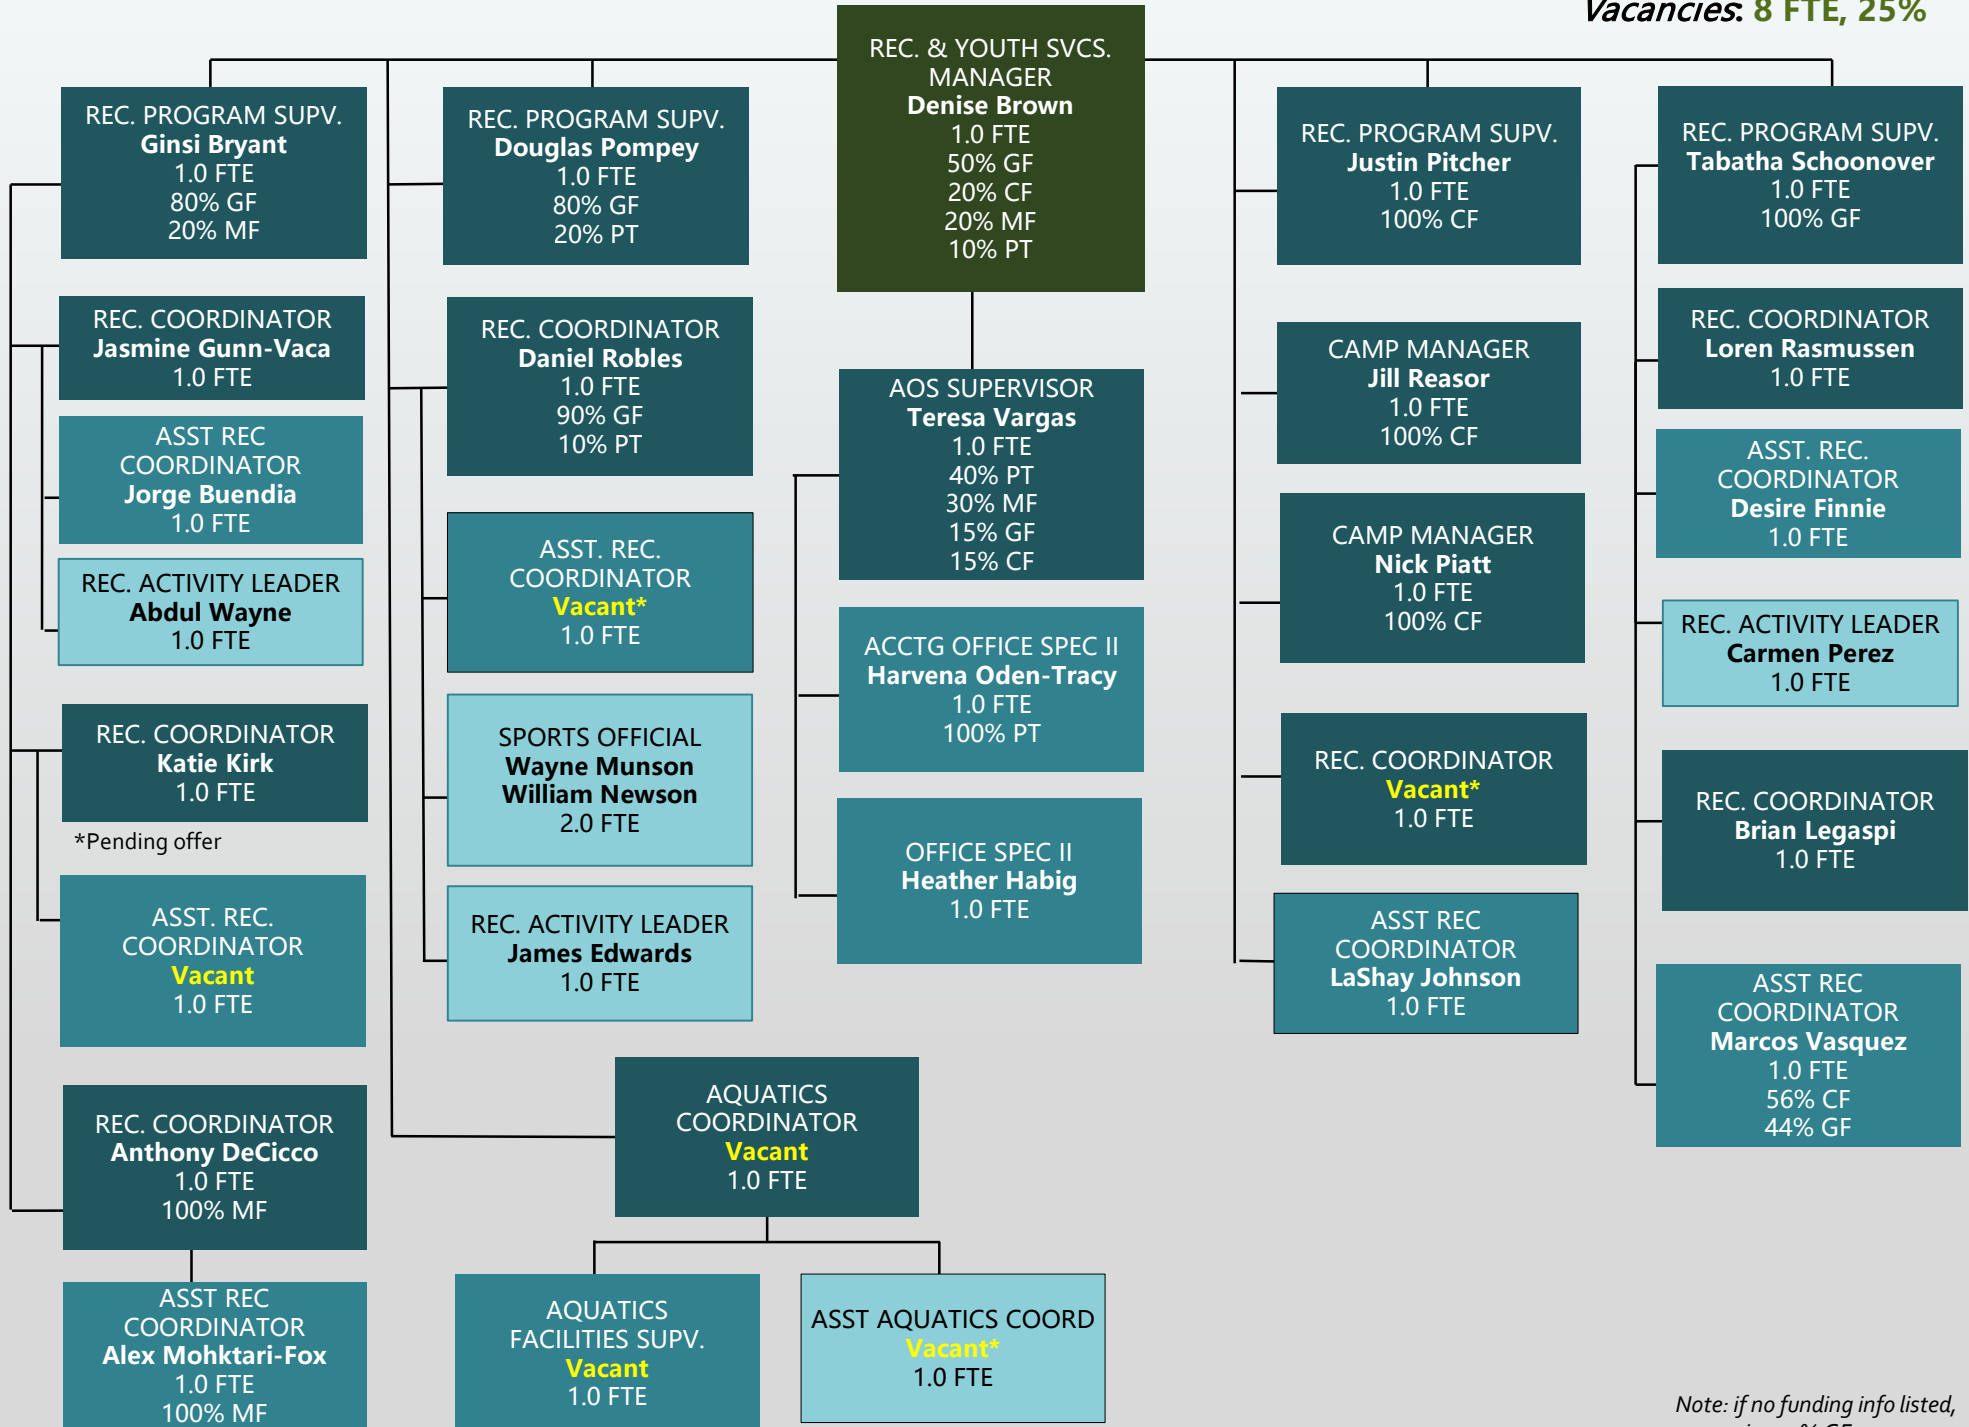 Vacancies: 8 FTE, 25%
REC. & YOUTH SVCS.
MANAGER
Denise Brown
1.0 FTE
50% GF
20% CF
20% MF
10% PT
REC. PROGRAM SUPV.
Ginsi Bryant
1.0 FTE
80% GF
20% MF
REC. COORDINATOR
Jasmine Gunn-Vaca
1.0 FTE
ASST REC
COORDINATOR
Jorge Buendia
1.0 FTE
REC. ACTIVITY LEADER
Abdul Wayne
1.0 FTE
REC. COORDINATOR
Katie Kirk
1.0 FTE
*Pending offer
ASST. REC.
COORDINATOR
Vacant
1.0 FTE
REC. COORDINATOR
Anthony DeCicco
1.0 FTE
100% MF
ASST REC
COORDINATOR
Alex Mohktari-Fox
1.0 FTE
100% MF
REC. PROGRAM SUPV.
Douglas Pompey
1.0 FTE
80% GF
20% PT
REC. COORDINATOR
Daniel Robles
1.0 FTE
90% GF
10% PT
ASST. REC.
COORDINATOR
Vacant*
1.0 FTE
SPORTS OFFICIAL
Wayne Munson
William Newson
2.0 FTE
REC. ACTIVITY LEADER
James Edwards
1.0 FTE
AQUATICS
COORDINATOR
Vacant
1.0 FTE
AQUATICS
FACILITIES SUPV.
Vacant
1.0 FTE
ASST AQUATICS COORD
Vacant*
1.0 FTE
AOS SUPERVISOR
Teresa Vargas
1.0 FTE
40% PT
30% MF
15% GF
15% CF
ACCTG OFFICE SPEC II
Harvena Oden-Tracy
1.0 FTE
100% PT
OFFICE SPEC II
Heather Habig
1.0 FTE
REC. PROGRAM SUPV.
Justin Pitcher
1.0 FTE
100% CF
CAMP MANAGER
Jill Reasor
1.0 FTE
100% CF
CAMP MANAGER
Nick Piatt
1.0 FTE
100% CF
REC. COORDINATOR
Vacant*
1.0 FTE
ASST REC
COORDINATOR
LaShay Johnson
1.0 FTE
REC. PROGRAM SUPV.
Tabatha Schoonover
1.0 FTE
100% GF
REC. COORDINATOR
Loren Rasmussen
1.0 FTE
ASST. REC.
COORDINATOR
Desire Finnie
1.0 FTE
REC. ACTIVITY LEADER
Carmen Perez
1.0 FTE
REC. COORDINATOR
Brian Legaspi
1.0 FTE
ASST REC
COORDINATOR
Marcos Vasquez
1.0 FTE
56% CF
44% GF
Note: if no funding info listed,